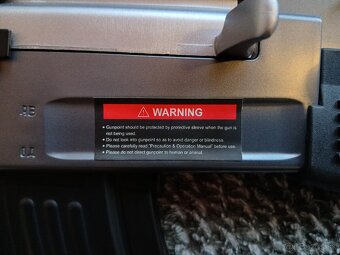 WARNING
• Gunpoint should be protected by protective sleeve when the gun is
not being used.
• Do not look into gunpoint so as to avoid danger or blindness.
• Please carefully read "Precaution & Operation Manual" before use.
• Please do not direct gunpoint to human or animal.